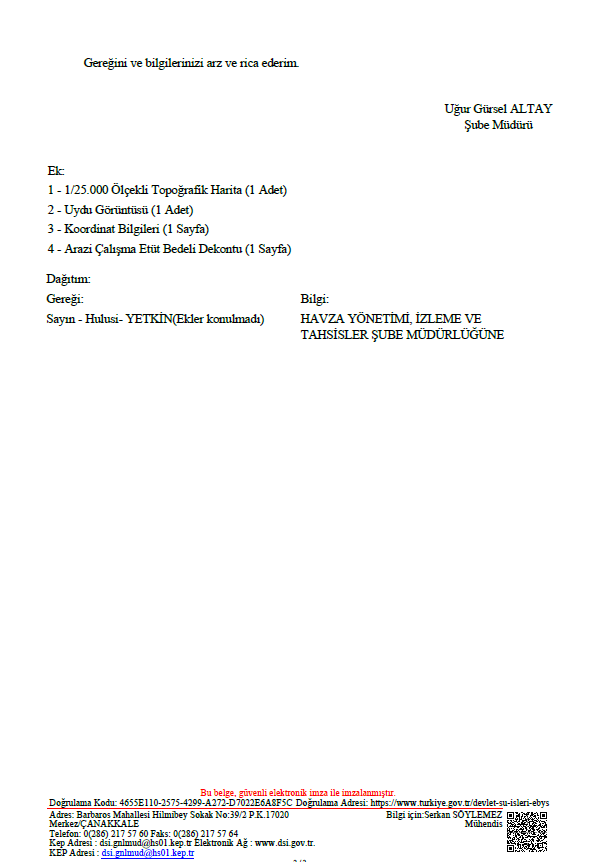 Gereğini ve bilgilerinizi arz ve rica ederim.
Uğur Gürsel ALTAY
Şube Müdürü
Ek:
1 - 1/25.000 Ölçekli Topoğrafik Harita (1 Adet)
2 - Uydu Görüntüsü (1 Adet)
3 - Koordinat Bilgileri (1 Sayfa)
4 - Arazi Çalışma Etüt Bedeli Dekontu (1 Sayfa)
Dağıtım:
Gereği:
Sayın - Hulusi- YETKİN(Ekler konulmadı)
Bilgi:
HAVZA YÖNETİMİ, İZLEME VE
TAHSİSLER ŞUBE MÜDÜRLÜĞÜNE
Bu belge, güvenli elektronik imza ile imzalanmıştır.
Doğrulama Kodu: 4655E110-2575-4299-A272-D7022E6A8F5C Doğrulama Adresi: https://www.turkiye.gov.tr/devlet-su-isleri-ebys
Adres: Barbaros Mahallesi Hilmibey Sokak No:39/2 P.K.17020
Merkez/ÇANAKKALE
Telefon: 0(286) 217 57 60 Faks: 0(286) 217 57 64
Kep Adresi : dsi.gnlmud@hs01.kep.tr Elektronik Ağ : www.dsi.gov.tr.
KEP Adresi : dsi.gnlmud@hs01.kep.tr
Bilgi için:Serkan SÖYLEMEZ
Mühendis